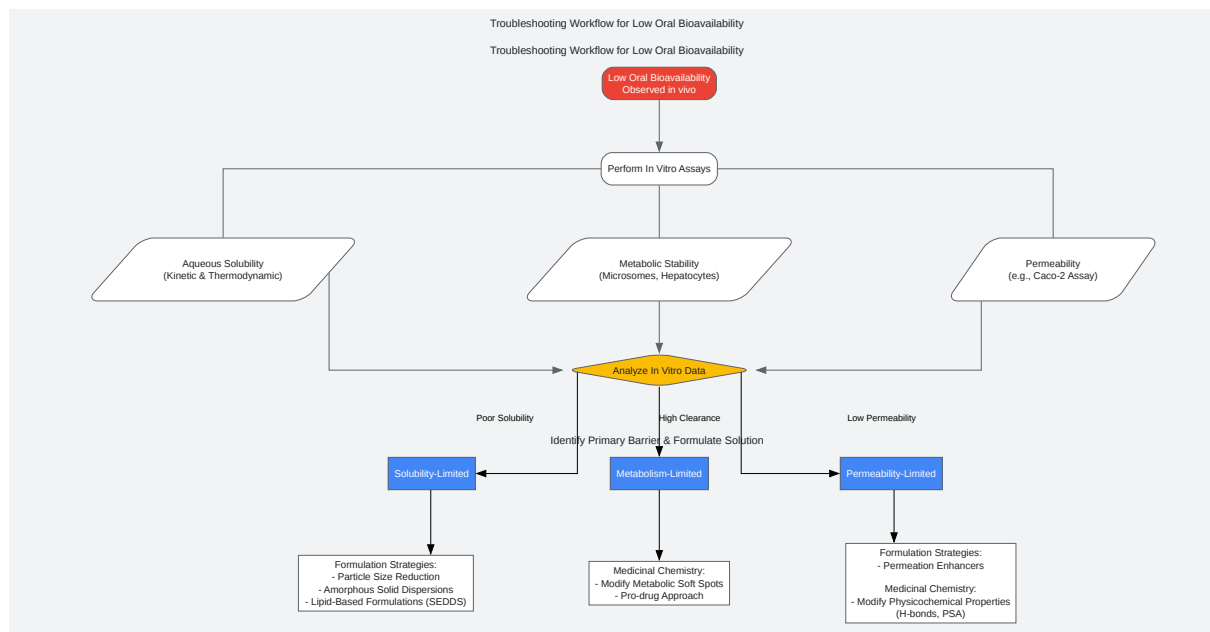 Troubleshooting Workflow for Low Oral Bioavailability
Troubleshooting Workflow for Low Oral Bioavailability
Low Oral Bioavailability
Observed in vivo
Perform In Vitro Assays
Aqueous Solubility
(Kinetic & Thermodynamic)
Metabolic Stability
(Microsomes, Hepatocytes)
Permeability
(e.g., Caco-2 Assay)
Analyze In Vitro Data
Poor Solubility
High Clearance
Low Permeability
Identify Primary Barrier & Formulate Solution
Solubility-Limited
Metabolism-Limited
Permeability-Limited
Formulation Strategies:
- Particle Size Reduction
- Amorphous Solid Dispersions
- Lipid-Based Formulations (SEDDS)
Medicinal Chemistry:
- Modify Metabolic Soft Spots
- Pro-drug Approach
Formulation Strategies:
- Permeation Enhancers
Medicinal Chemistry:
- Modify Physicochemical Properties
(H-bonds, PSA)